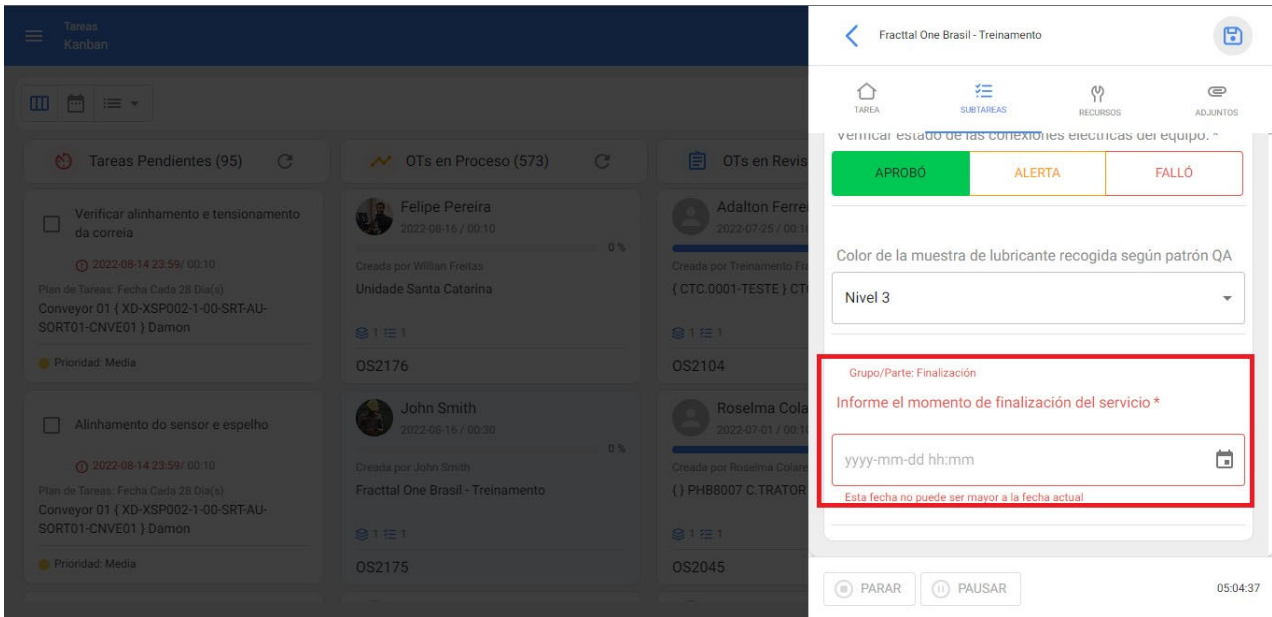 Tareas
Kanban
Tareas Pendientes (95)
Verificar alinhamento e tensionamento
da correia
2022-08-14 23:59/ 00:10
Plan de Tareas: Fecha Cada 28 Dia(s)
Conveyor 01 { XD-XSP002-1-00-SRT-AU-
SORT01-CNVE01 } Damon
Prioridad: Media
Alinhamento do sensor e espelho
2022-08-14 23:59/ 00:10
Plan de Tareas: Fecha Cada 28 Dia(s)
Conveyor 01 { XD-XSP002-1-00-SRT-AU-
SORT01-CNVE01 } Damon
Prioridad: Media
OTs en Proceso (573)
Felipe Pereira
2022-08-16 / 00:10
0 %
Creada por Willian Freitas
Unidade Santa Catarina
1 1
OS2176
John Smith
2022-08-16 / 00:30
0 %
Creada por John Smith
Fracttal One Brasil - Treinamento
1 1
OS2175
OTs en Revis
Adalton Ferre
2022-07-25 / 00:1
Creada por Treinamento Fra
{ CTC.0001-TESTE } CT
1 1
OS2104
Roselma Cola
2022-07-01 / 00:1
Creada por Roselma Colare
{ } PHB8007 C.TRATOR
1 1
OS2045
Fracttal One Brasil - Treinamento
TAREA SUBTAREAS RECURSOS ADJUNTOS
Verificar estado de las conexiones eléctricas del equipo. *
APROBÓ ALERTA FALLÓ
Color de la muestra de lubricante recogida según patrón QA
Nivel 3
Grupo/Parte: Finalización
Informe el momento de finalización del servicio *
yyyy-mm-dd hh:mm
Esta fecha no puede ser mayor a la fecha actual
PARAR PAUSAR 05:04:37